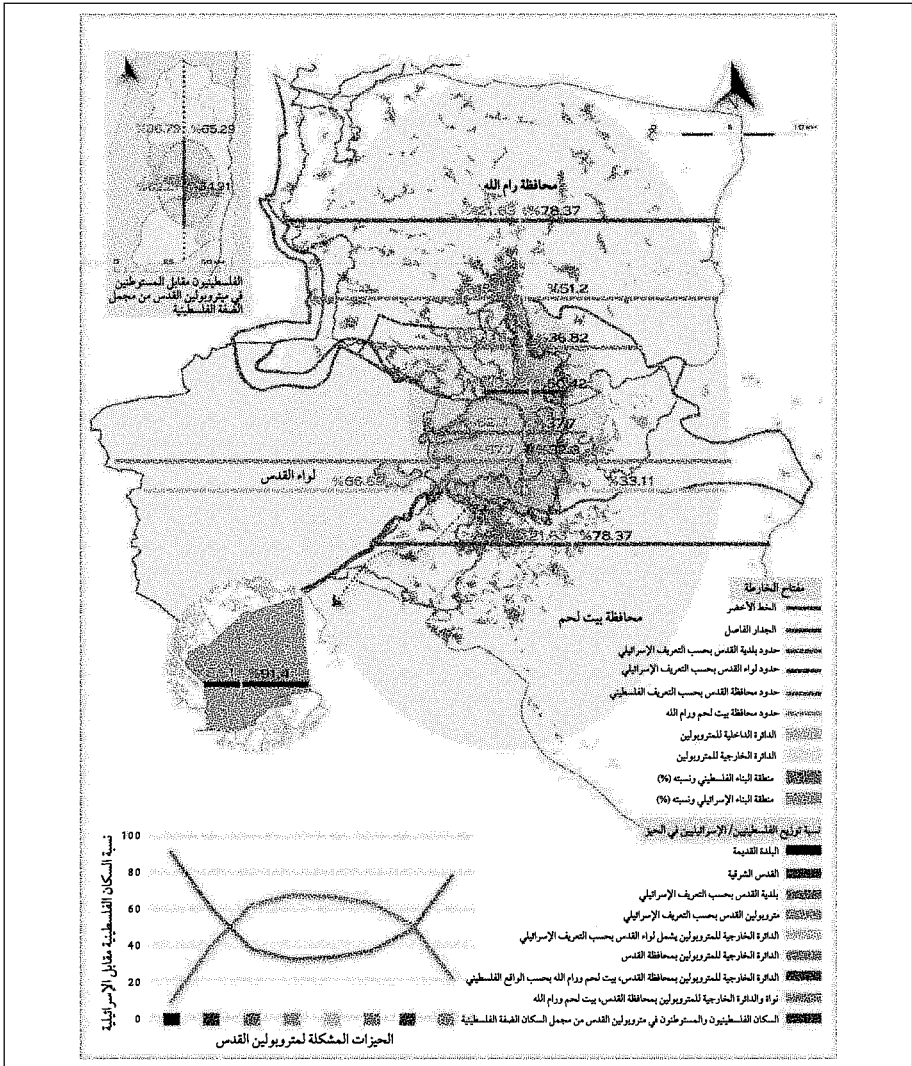 %65.29
الفلسطينيون مقابل المستوطنين
في ميتروبولين القدس من مجمل
الضفة الفلسطينية
محافظة رام الله
%21.63 %78.37
%51.2
%36.82
لواء القدس
%33.11
%21.63 %78.37
محافظة بيت لحم
%91.4
مفتاح الخارطة
الخط الأخضر
الجدار الفاصل
حدود بلدية القدس بحسب التعريف الإسرائيلي
حدود لواء القدس بحسب التعريف الإسرائيلي
حدود محافظة القدس بحسب التعريف الفلسطيني
حدود محافظة بيت لحم ورام الله
الدائرة الداخلية للمتروبولين
الدائرة الخارجية للمتروبولين
منطقة البناء الفلسطيني ونسبته (%)
منطقة البناء الإسرائيلي ونسبته (%)
نسبة توزيع الفلسطينيين/ الإسرائيليين في الحيز
البلدة القديمة
القدس الشرقية
بلدية القدس بحسب التعريف الإسرائيلي
متروبولين القدس بحسب التعريف الإسرائيلي
الدائرة الخارجية للمتروبولين يشمل لواء القدس بحسب التعريف الإسرائيلي
الدائرة الخارجية للمتروبولين بمحافظة القدس
الدائرة الخارجية للمتروبولين بمحافظة القدس، بيت لحم ورام الله بحسب الواقع الفلسطيني
نواة والدائرة الخارجية للمتروبولين بمحافظة القدس، بيت لحم ورام الله
السكان الفلسطينيون والمستوطنون في متروبولين القدس من مجمل السكان الضفة الفلسطينية
نسبة السكان الفلسطينية مقابل الإسرائيلية
100
80
60
40
20
0
الحيزات المشكلة لمتروبولين القدس